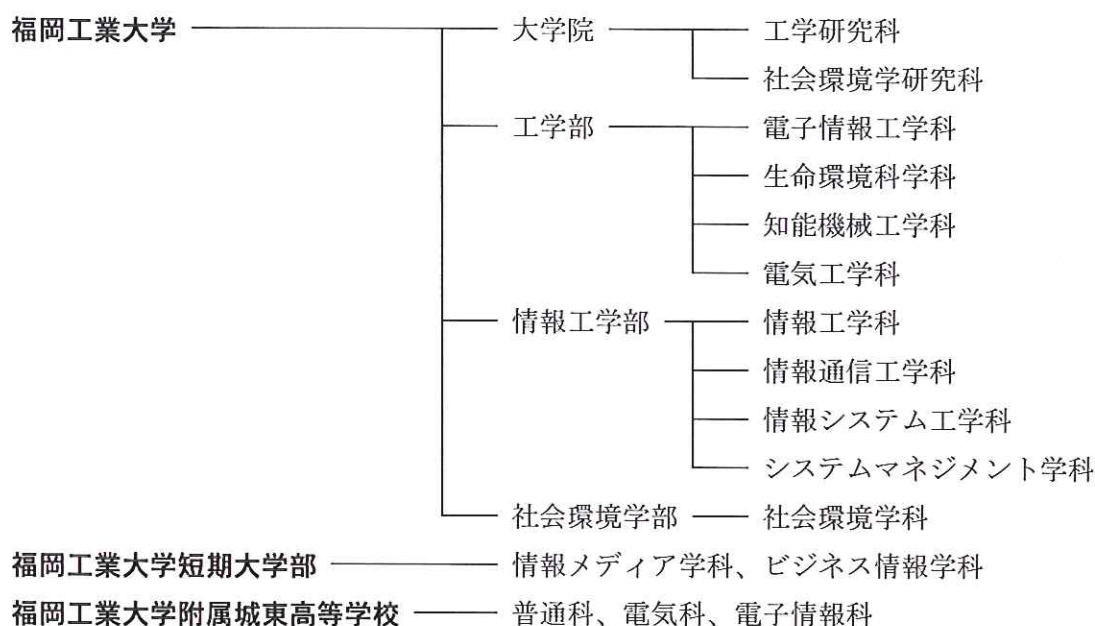 福岡工業大学 大学院 工学研究科
社会環境学研究科
工学部 電子情報工学科
生命環境科学科
知能機械工学科
電気工学科
情報工学部 情報工学科
情報通信工学科
情報システム工学科
システムマネジメント学科
社会環境学部 社会環境学科
福岡工業大学短期大学部 情報メディア学科、ビジネス情報学科
福岡工業大学附属城東高等学校 普通科、電気科、電子情報科